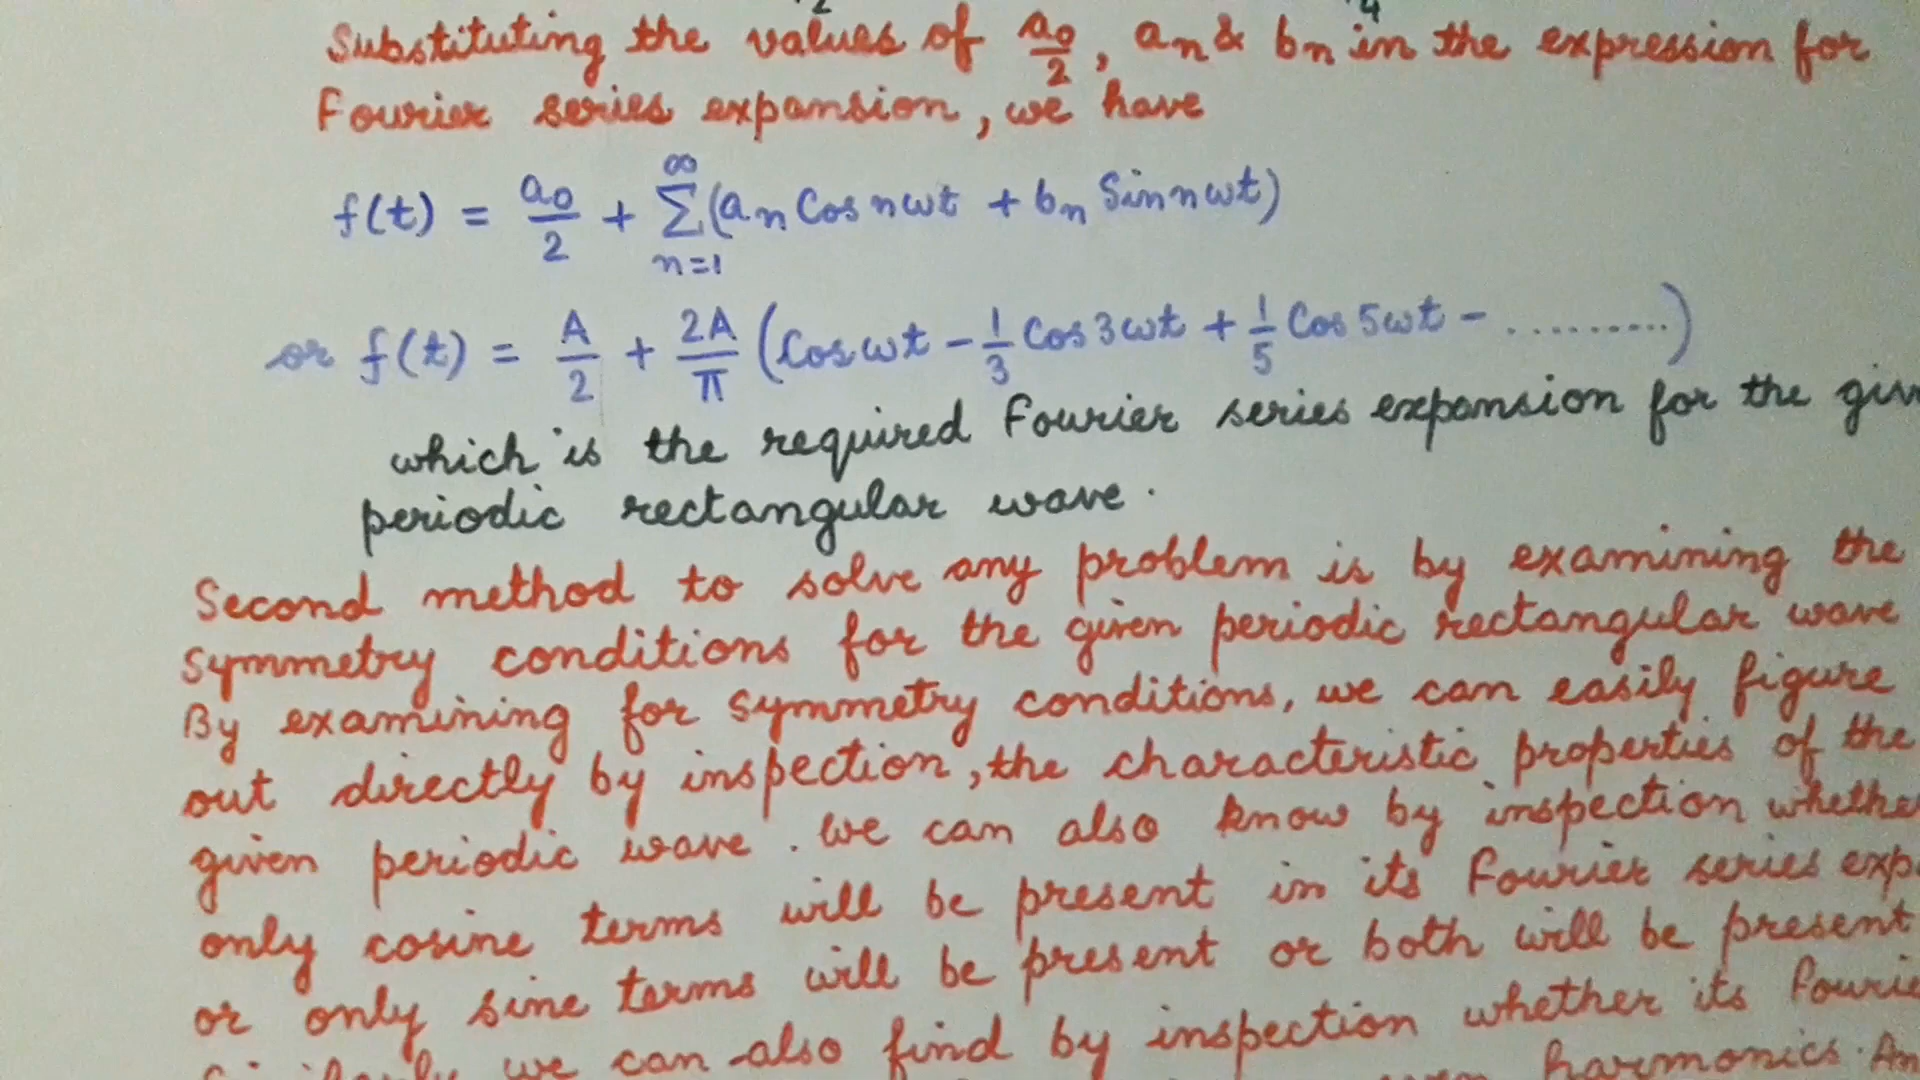 Substituting the values of a0/2, an & bn in the expression for
Fourier series expansion, we have
f(t) = a0/2 + ∞∑n=1 (an Cos nωt + bn Sin nωt)
or f(t) = A/2 + 2A/π (Cos ωt - 1/3 Cos 3ωt + 1/5 Cos 5ωt - ..........)
which is the required Fourier series expansion for the
periodic rectangular wave.
Second method to solve any problem is by examining the
symmetry conditions for the given periodic rectangular wave
By examining for symmetry conditions, we can easily figure
out directly by inspection, the characteristic properties of the
given periodic wave. We can also know by inspection
only cosine terms will be present in its Fourier series
or only sine terms will be present or both will be present
we can also find by inspection whether its
harmonics.